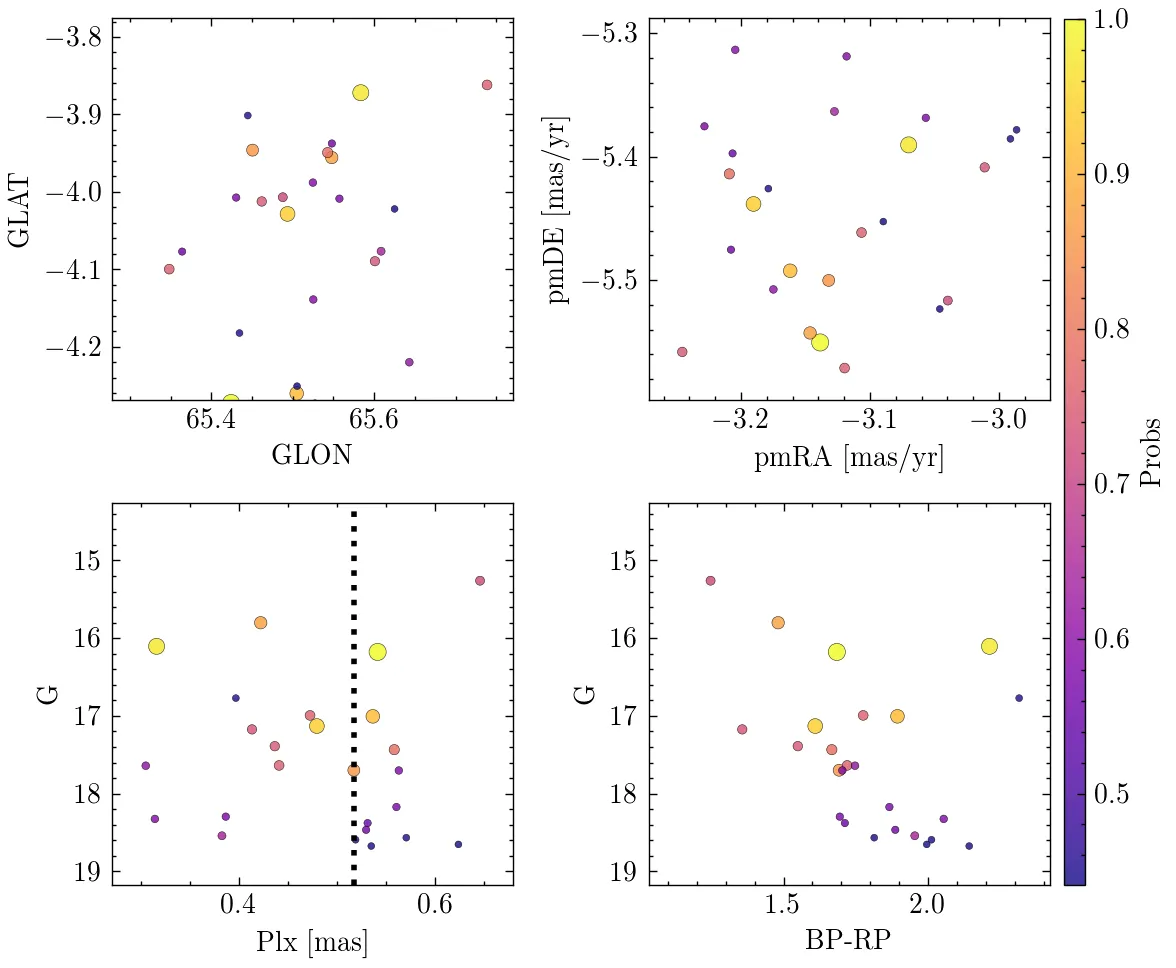 −3.8
−3.9
−4.0
−4.1
−4.2
GLAT
65.4 65.6
GLON
−5.3
−5.4
−5.5
pmDE [mas/yr]
−3.2 −3.1 −3.0
pmRA [mas/yr]
15
16
17
18
19
G
0.4 0.6
Plx [mas]
15
16
17
18
19
G
1.5 2.0
BP-RP
1.0
0.9
0.8
0.7
0.6
0.5
Probs